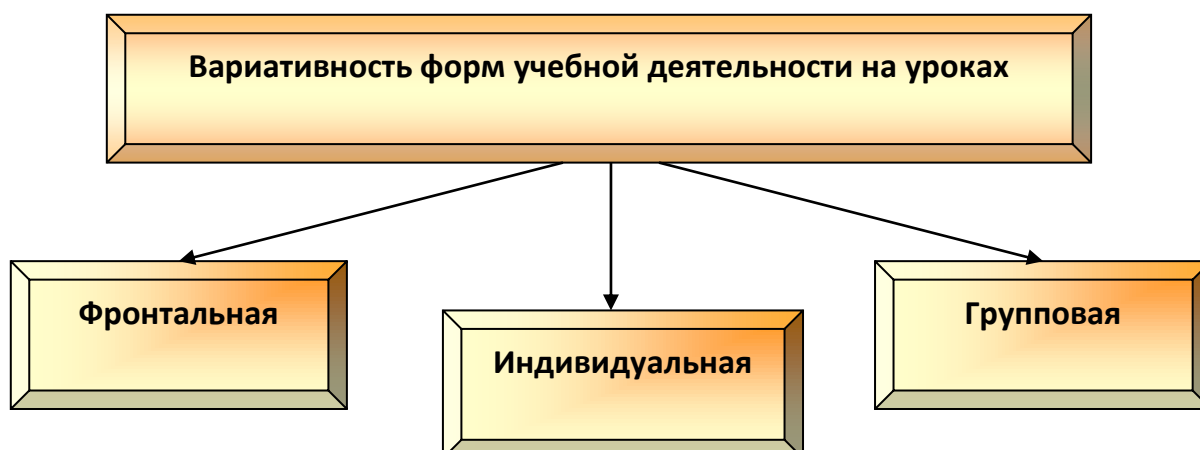 Вариативность форм учебной деятельности на уроках
Фронтальная
Индивидуальная
Групповая